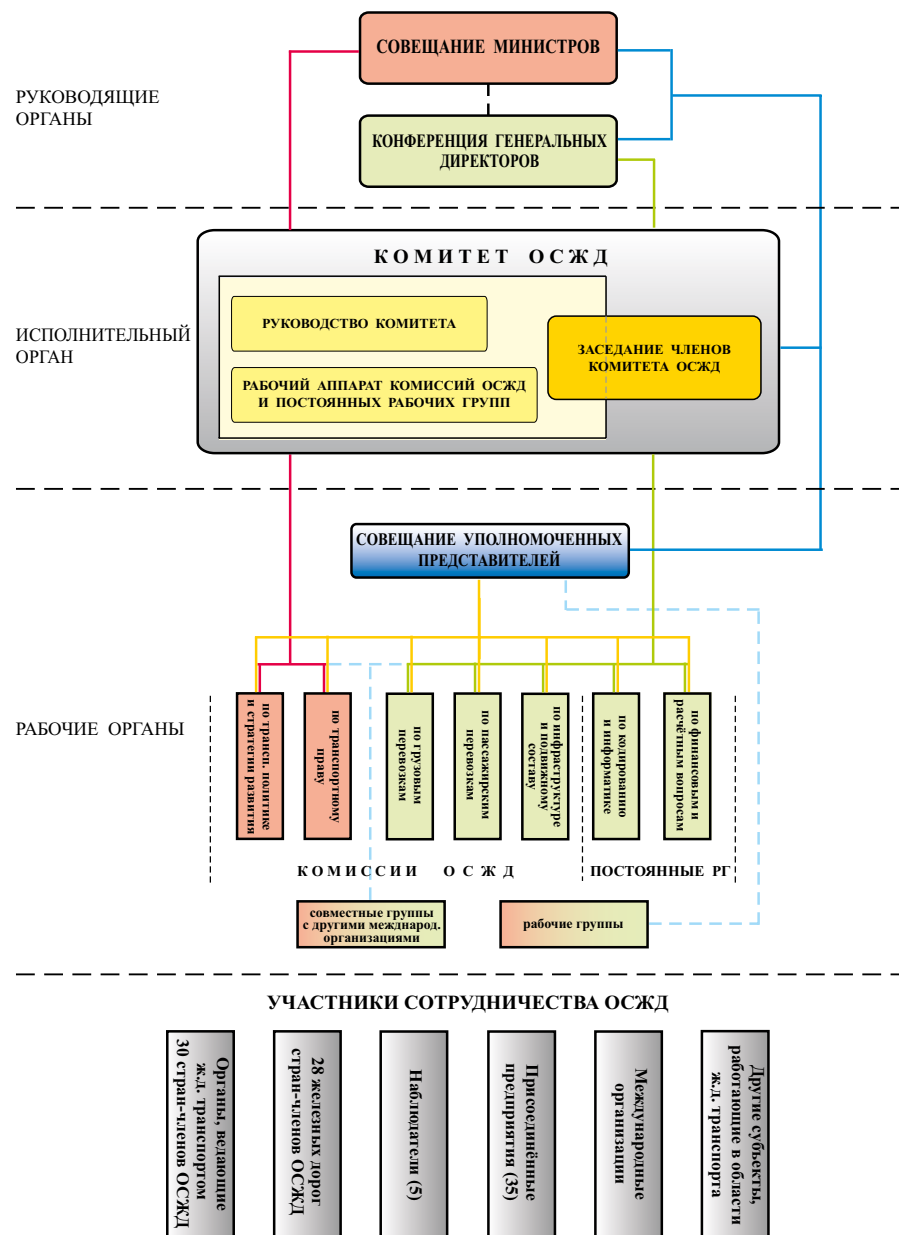 СОВЕЩАНИЕ МИНИСТРОВ
РУКОВОДЯЩИЕ
ОРГАНЫ
КОНФЕРЕНЦИЯ ГЕНЕРАЛЬНЫХ
ДИРЕКТОРОВ
КОМИТЕТ ОСЖД
РУКОВОДСТВО КОМИТЕТА
ИСПОЛНИТЕЛЬНЫЙ
ОРГАН
ЗАСЕДАНИЕ ЧЛЕНОВ
КОМИТЕТА ОСЖД
РАБОЧИЙ АППАРАТ КОМИССИЙ ОСЖД
И ПОСТОЯННЫХ РАБОЧИХ ГРУПП
СОВЕЩАНИЕ УПОЛНОМОЧЕННЫХ
ПРЕДСТАВИТЕЛЕЙ
РАБОЧИЕ ОРГАНЫ
по трансп. политике
и стратегии развития
по транспортному
праву
по грузовым
перевозкам
по пассажирским
перевозкам
по инфраструктуре
и подвижному
составу
по кодированию
и информатике
по финансовым и
расчётным вопросам
КОМИССИИ ОСЖД
ПОСТОЯННЫЕ РГ
совместные группы
с другими междунарoд.
организациями
рабочие группы
УЧАСТНИКИ СОТРУДНИЧЕСТВА ОСЖД
Органы, ведающие
ж.д. транспортом
30 стран-членов ОСЖД
28 железных дорог
стран-членов ОСЖД
Наблюдатели (5)
Присоединённые
предприятия (35)
Международные
организации
Другие субъекты,
работающие в области
ж.д. транспорта